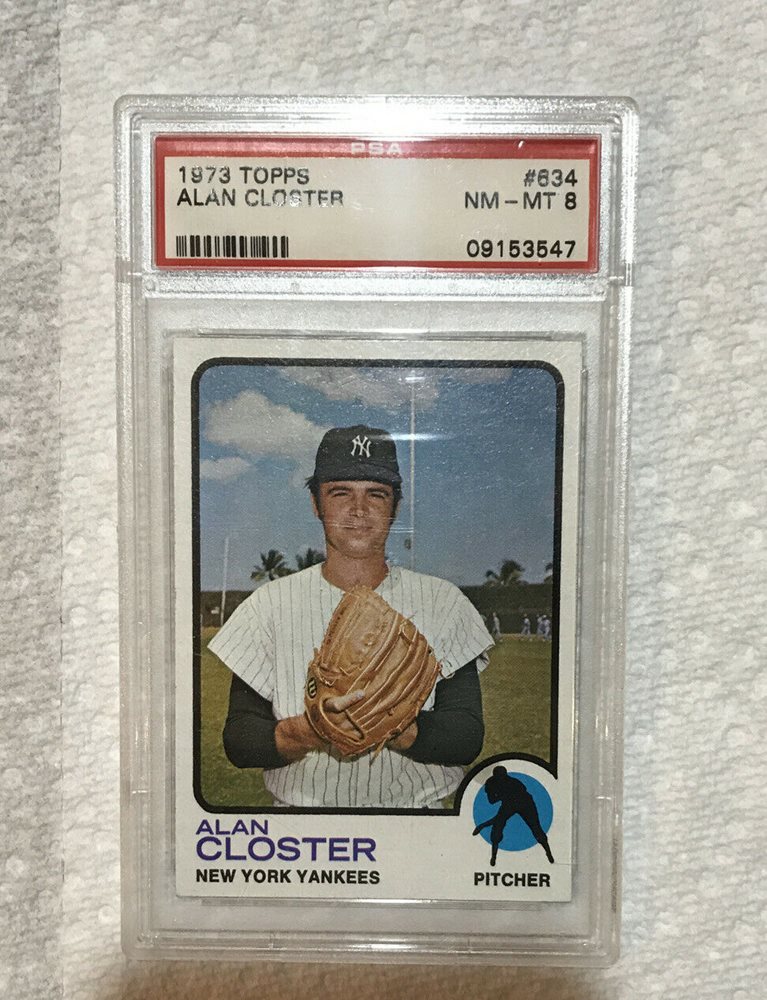 PSA
1973 TOPPS #634
ALAN CLOSTER NM-MT 8
09153547
NY
ALAN
CLOSTER
NEW YORK YANKEES PITCHER